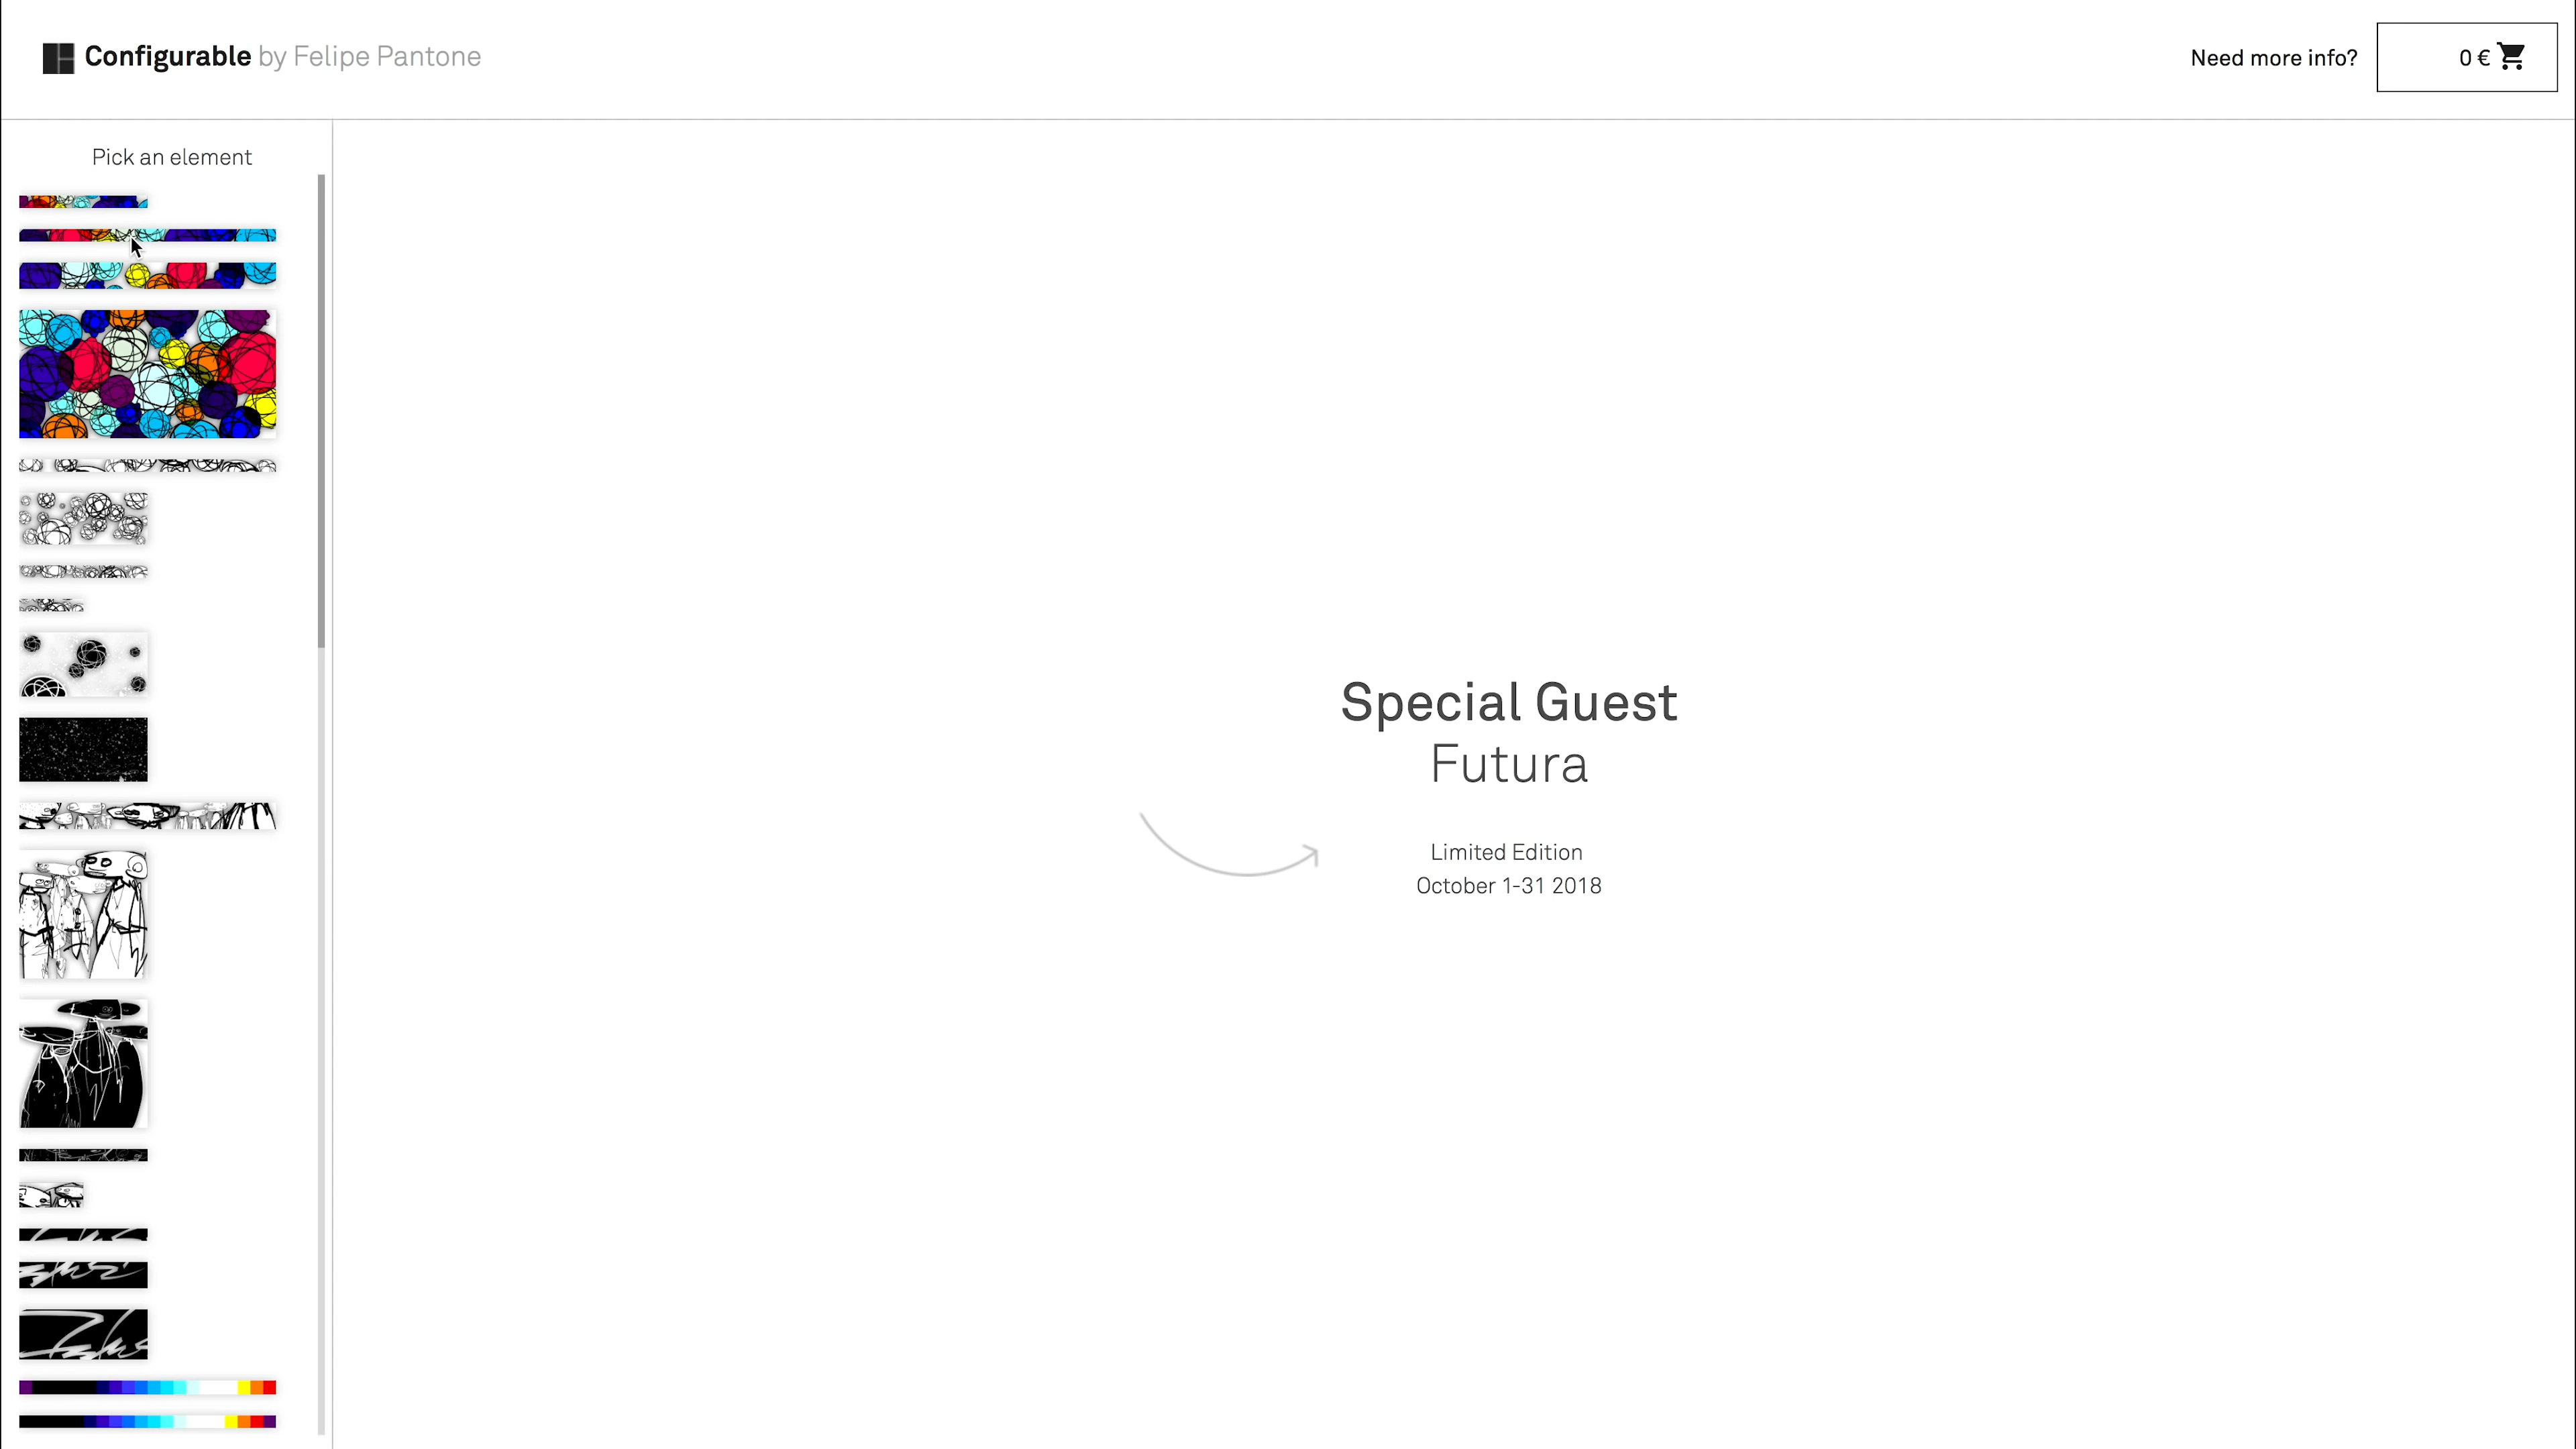 Configurable by Felipe Pantone
Need more info?
0 €
Pick an element
Special Guest
Futura
Limited Edition
October 1-31 2018